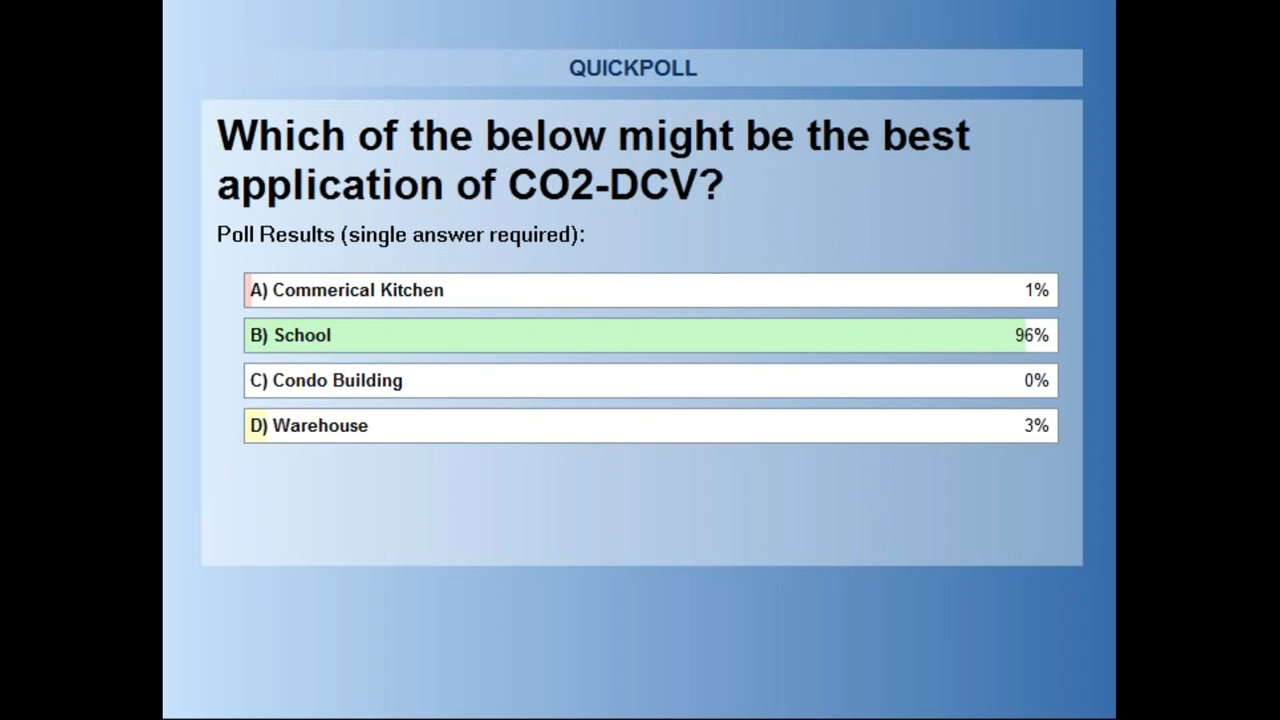 QUICKPOLL
Which of the below might be the best
application of CO2-DCV?
Poll Results (single answer required):
A) Commerical Kitchen 1%
B) School 96%
C) Condo Building 0%
D) Warehouse 3%